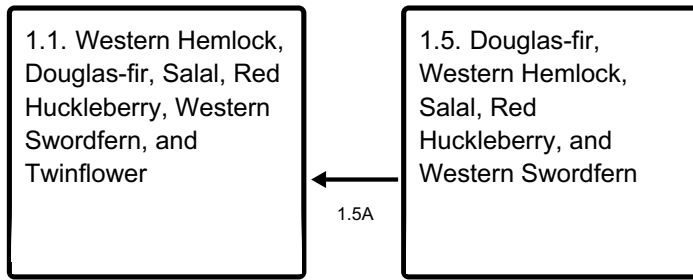 1.1. Western Hemlock,
Douglas-fir, Salal, Red
Huckleberry, Western
Swordfern, and
Twinflower
1.5A
1.5. Douglas-fir,
Western Hemlock,
Salal, Red
Huckleberry, and
Western Swordfern